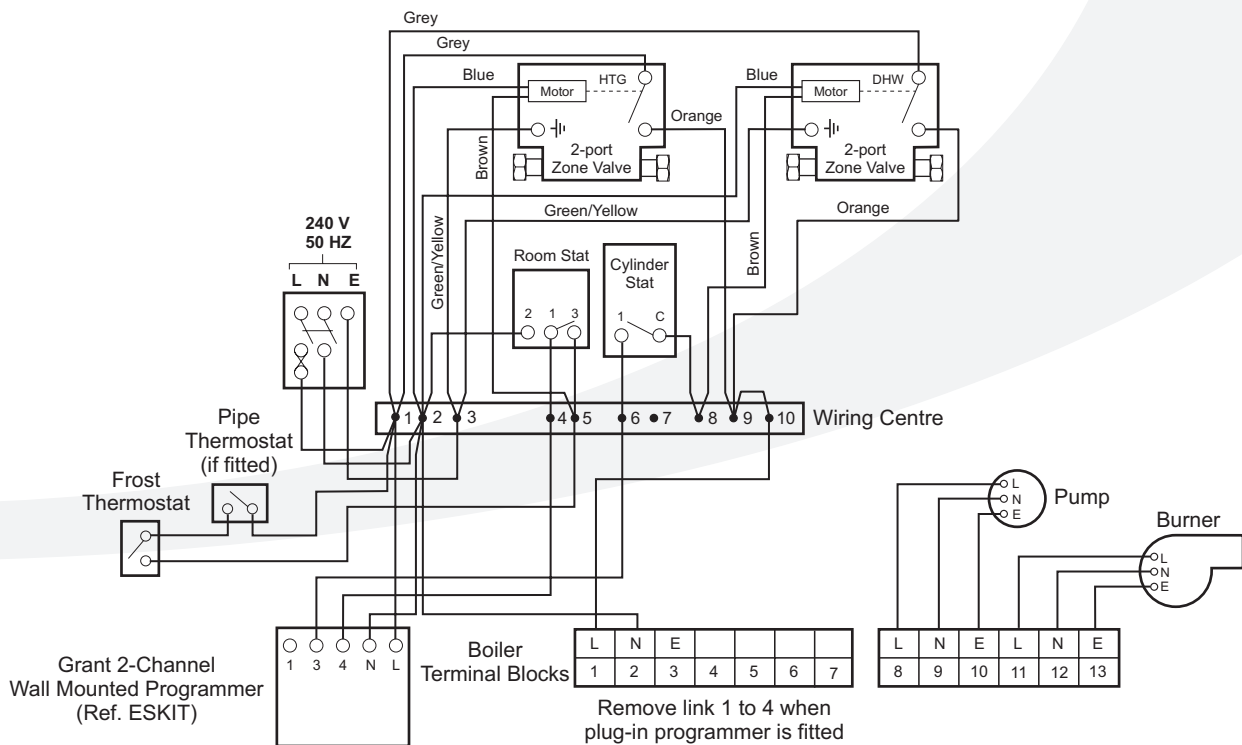 Grey
Grey
Blue
HTG
Motor
Orange
2-port
Zone Valve
Brown
Blue
DHW
Motor
2-port
Zone Valve
Orange
Brown
Green/Yellow
Green/Yellow
240 V
50 HZ
L N E
Room Stat
2 1 3
Cylinder
Stat
1 C
1 2 3 4 5 6 7 8 9 10
Wiring Centre
Pipe
Thermostat
(if fitted)
Frost
Thermostat
L
N
E
Pump
Burner
L
N
E
1 3 4 N L
Grant 2-Channel
Wall Mounted Programmer
(Ref. ESKIT)
Boiler
Terminal Blocks
L N E
1 2 3 4 5 6 7
Remove link 1 to 4 when
plug-in programmer is fitted
L N E L N E
8 9 10 11 12 13